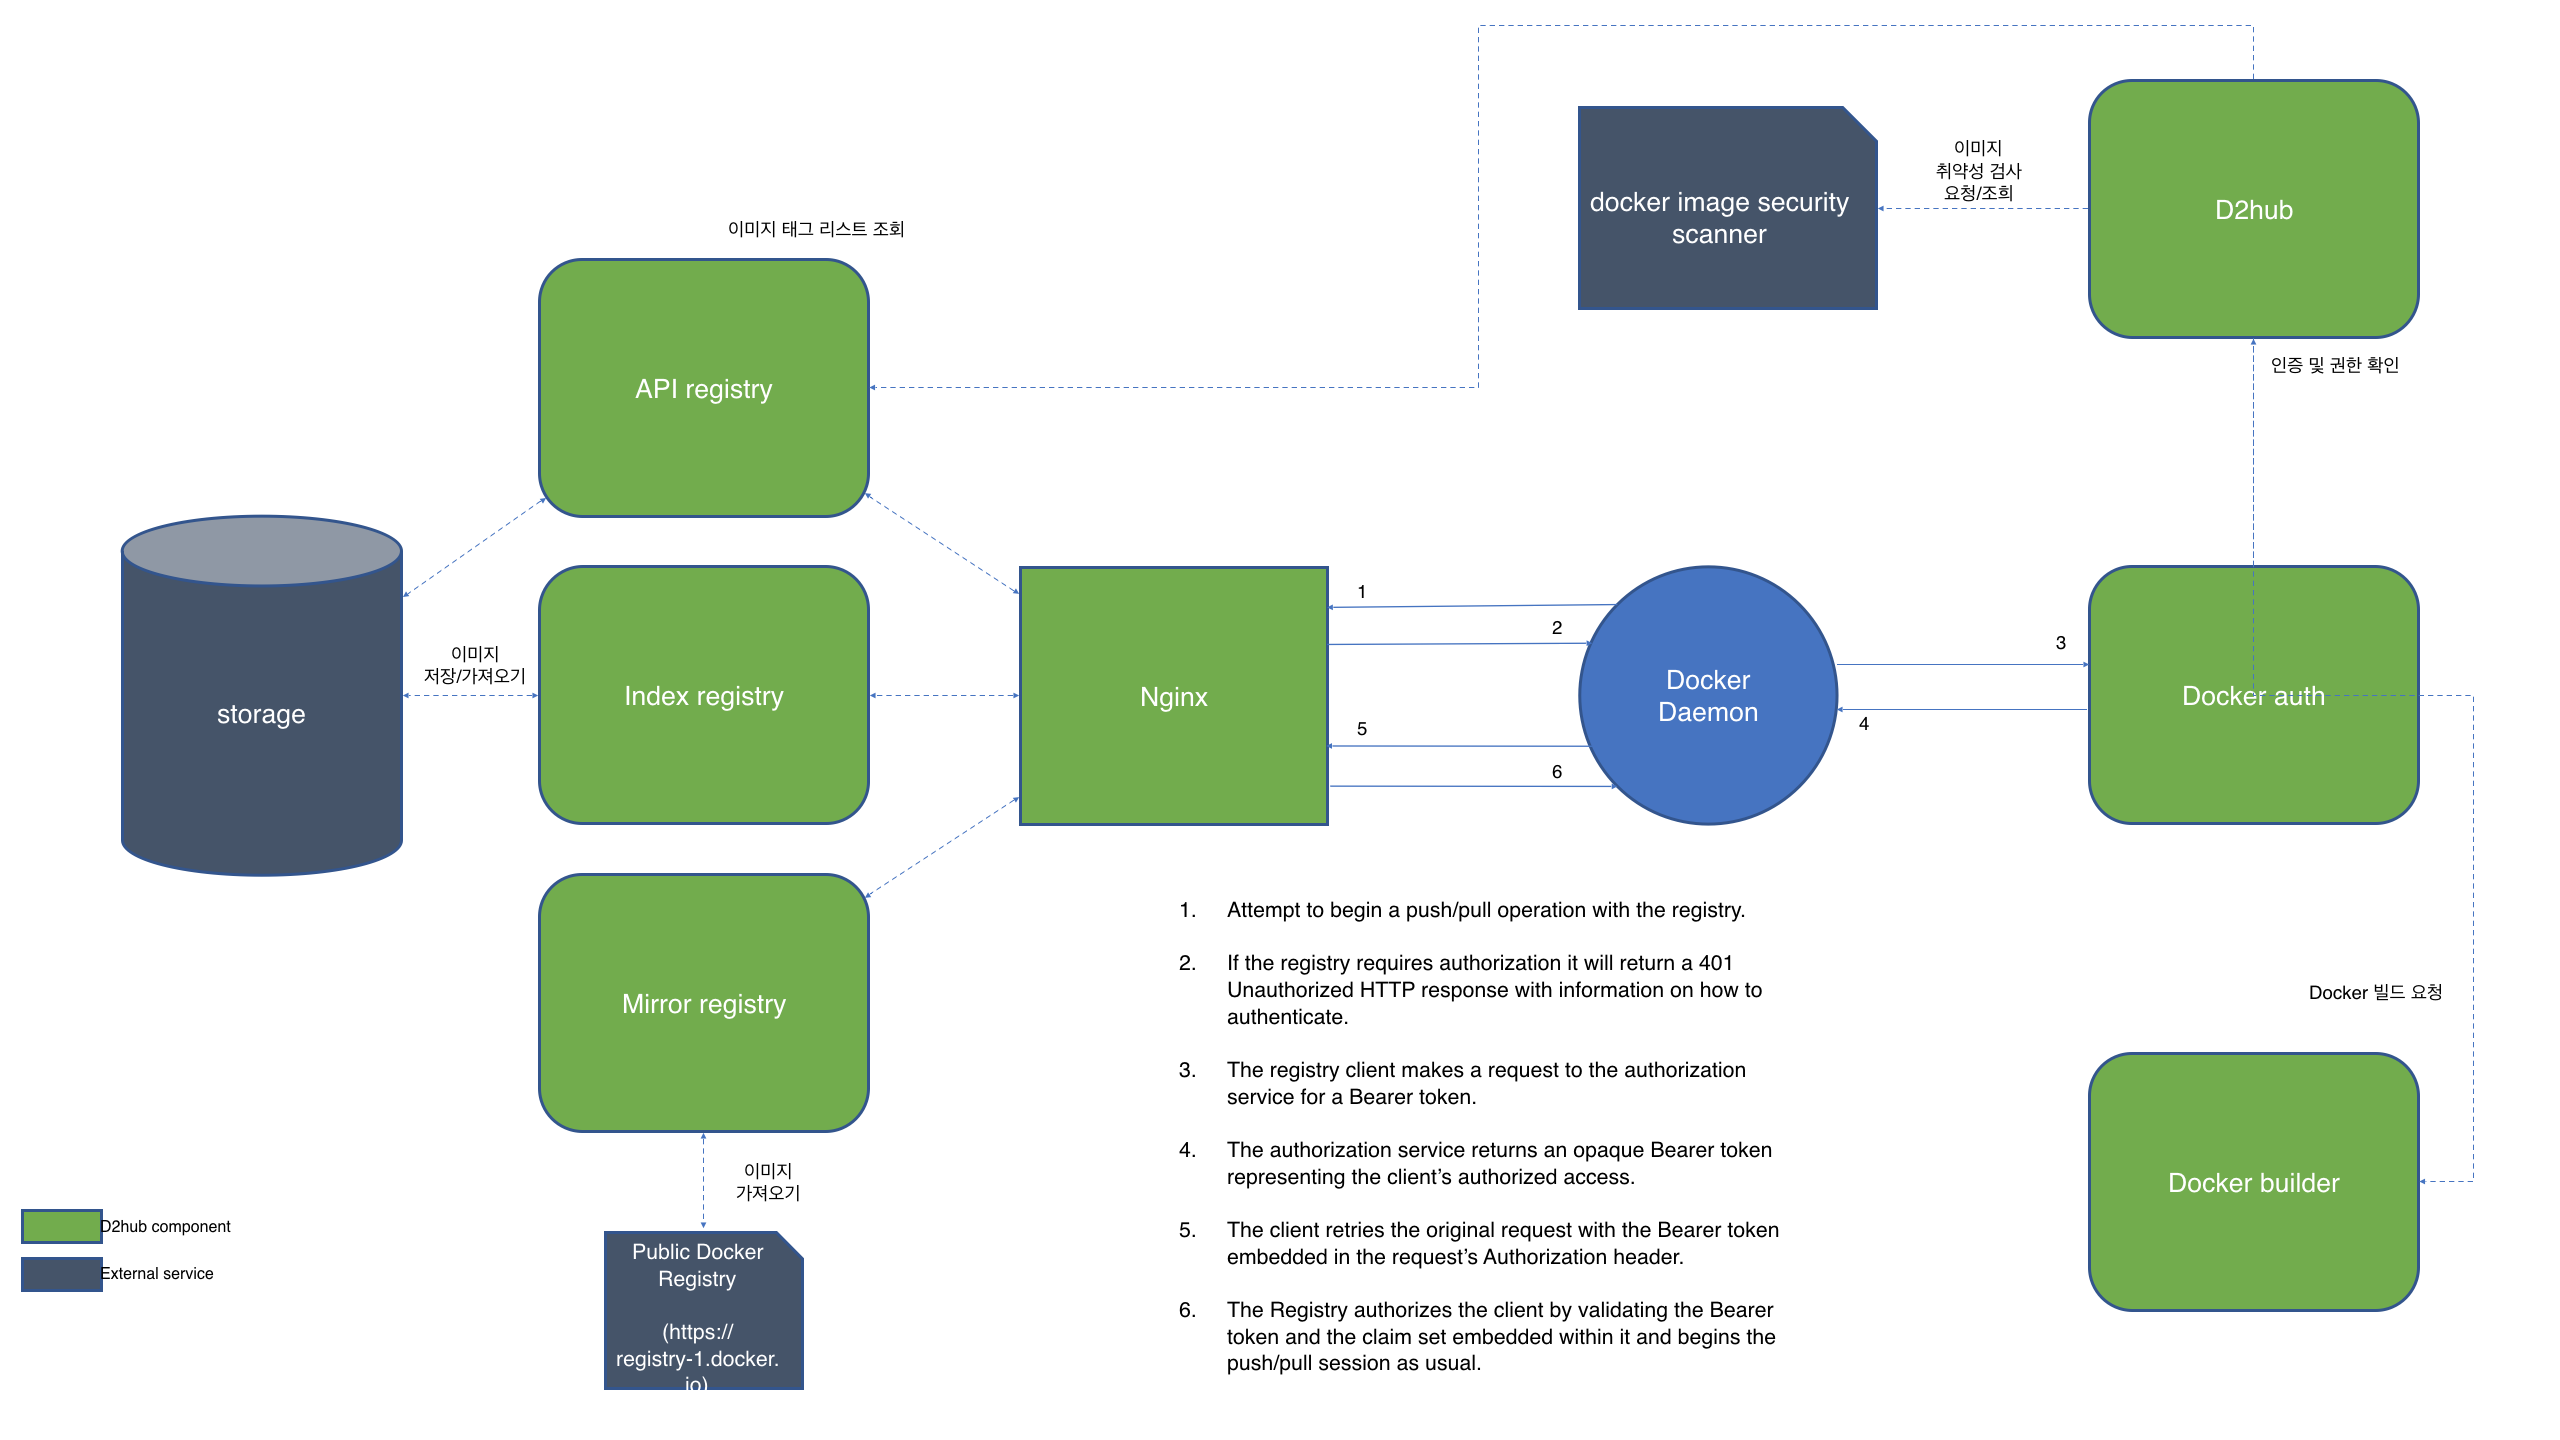 이미지
취약성 검사
요청/조희
docker image security
scanner
D2hub
이미지 태그 리스트 조회
API registry
인증 및 권한 확인
이미지
저장/가져오기
storage
Index registry
Nginx
1
2
5
6
Docker
Daemon
3
4
Docker auth
Mirror registry
1. Attempt to begin a push/pull operation with the registry.
2. If the registry requires authorization it will return a 401
Unauthorized HTTP response with information on how to
authenticate.
3. The registry client makes a request to the authorization
service for a Bearer token.
4. The authorization service returns an opaque Bearer token
representing the client’s authorized access.
5. The client retries the original request with the Bearer token
embedded in the request’s Authorization header.
6. The Registry authorizes the client by validating the Bearer
token and the claim set embedded within it and begins the
push/pull session as usual.
Docker 빌드 요청
Docker builder
이미지
가져오기
D2hub component
External service
Public Docker
Registry
(https://
registry-1.docker.
io)